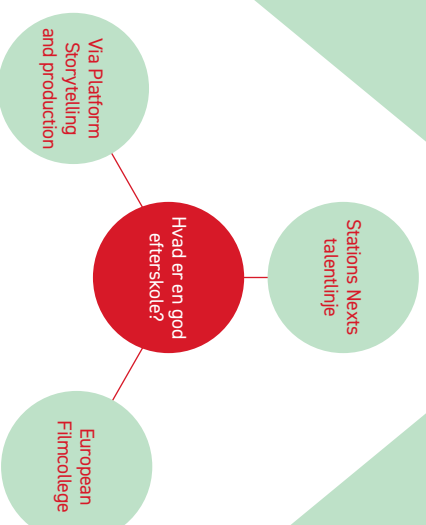 Stations Nexts
talentlinje
Hvad er en god
efterskole?
Via Platform
Storytelling
and production
European
Filmcollege